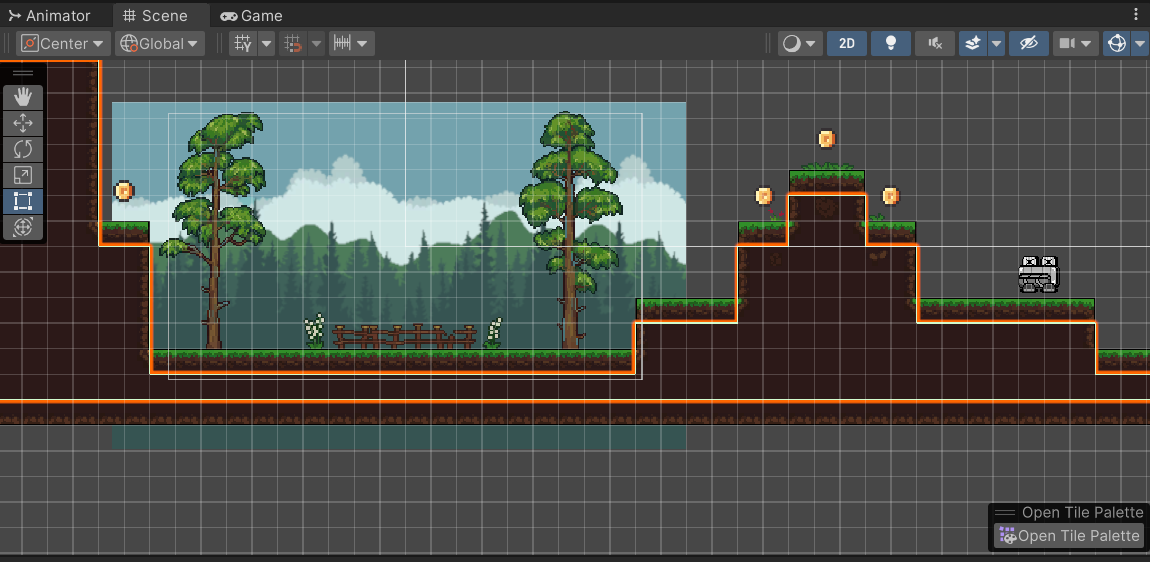 Animator
Scene
Game
Center
Global
2D
Open Tile Palette
Open Tile Palette